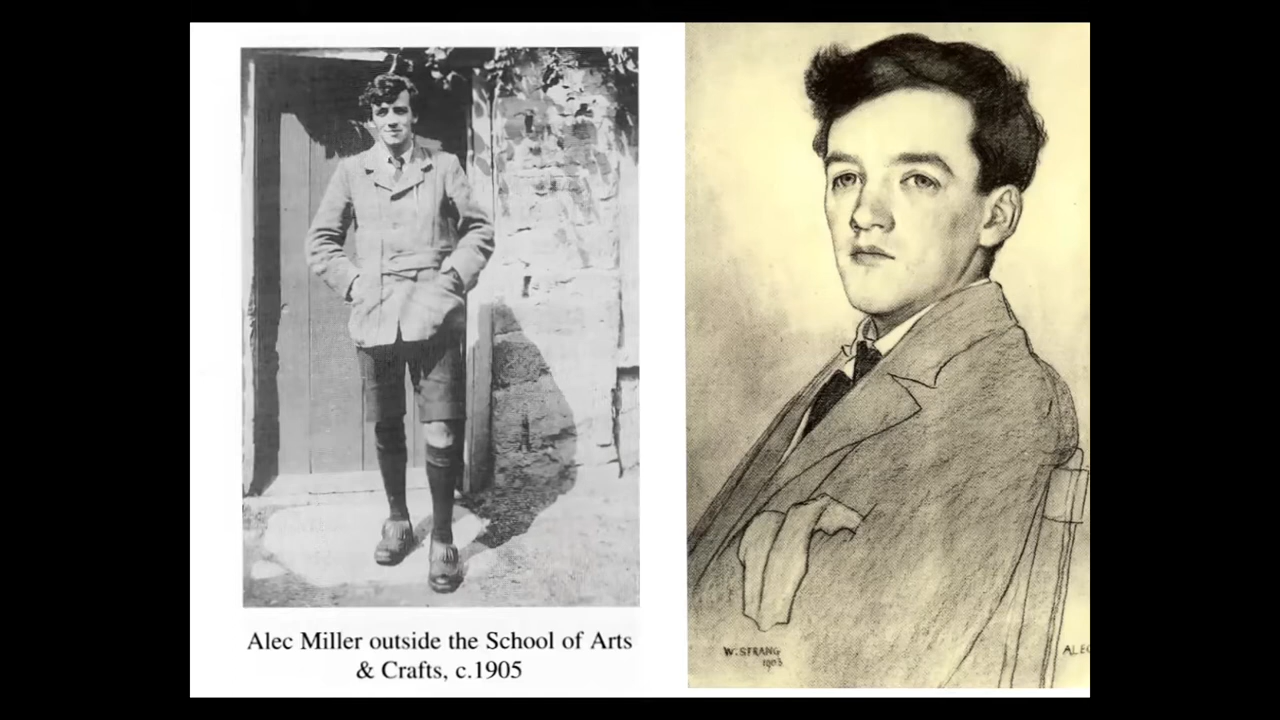 Alec Miller outside the School of Arts
& Crafts, c.1905
W. STRANG
1903
ALEC